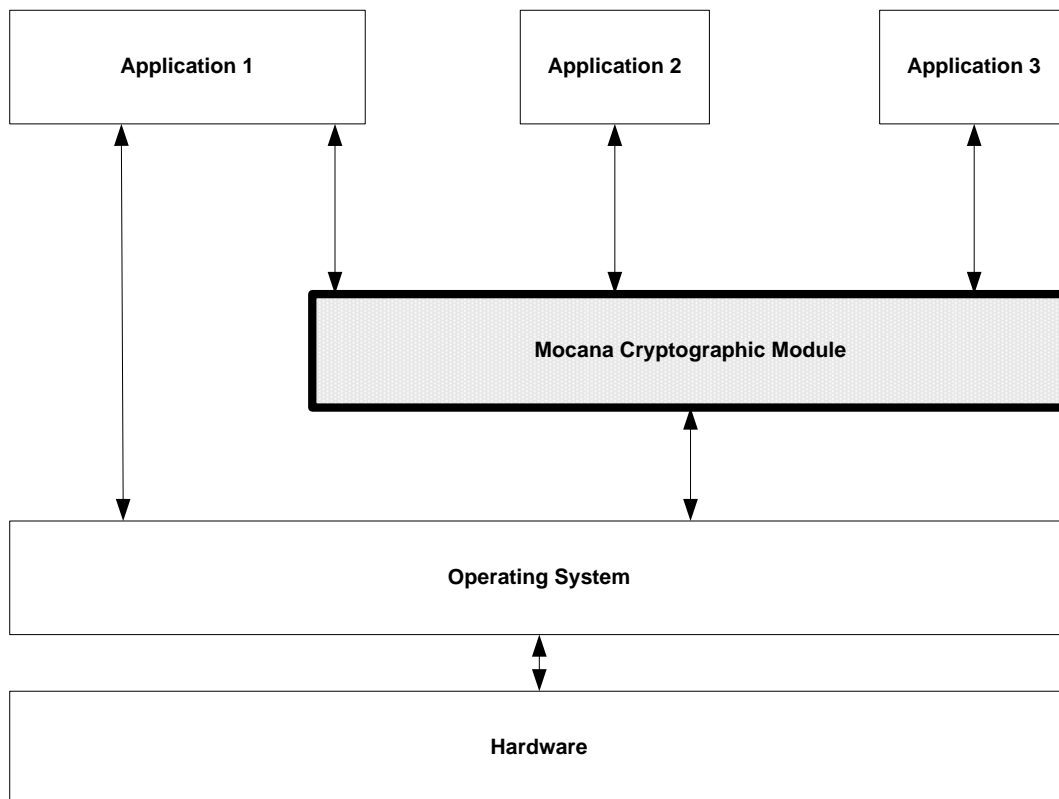 Application 1
Application 2
Application 3
Mocana Cryptographic Module
Operating System
Hardware